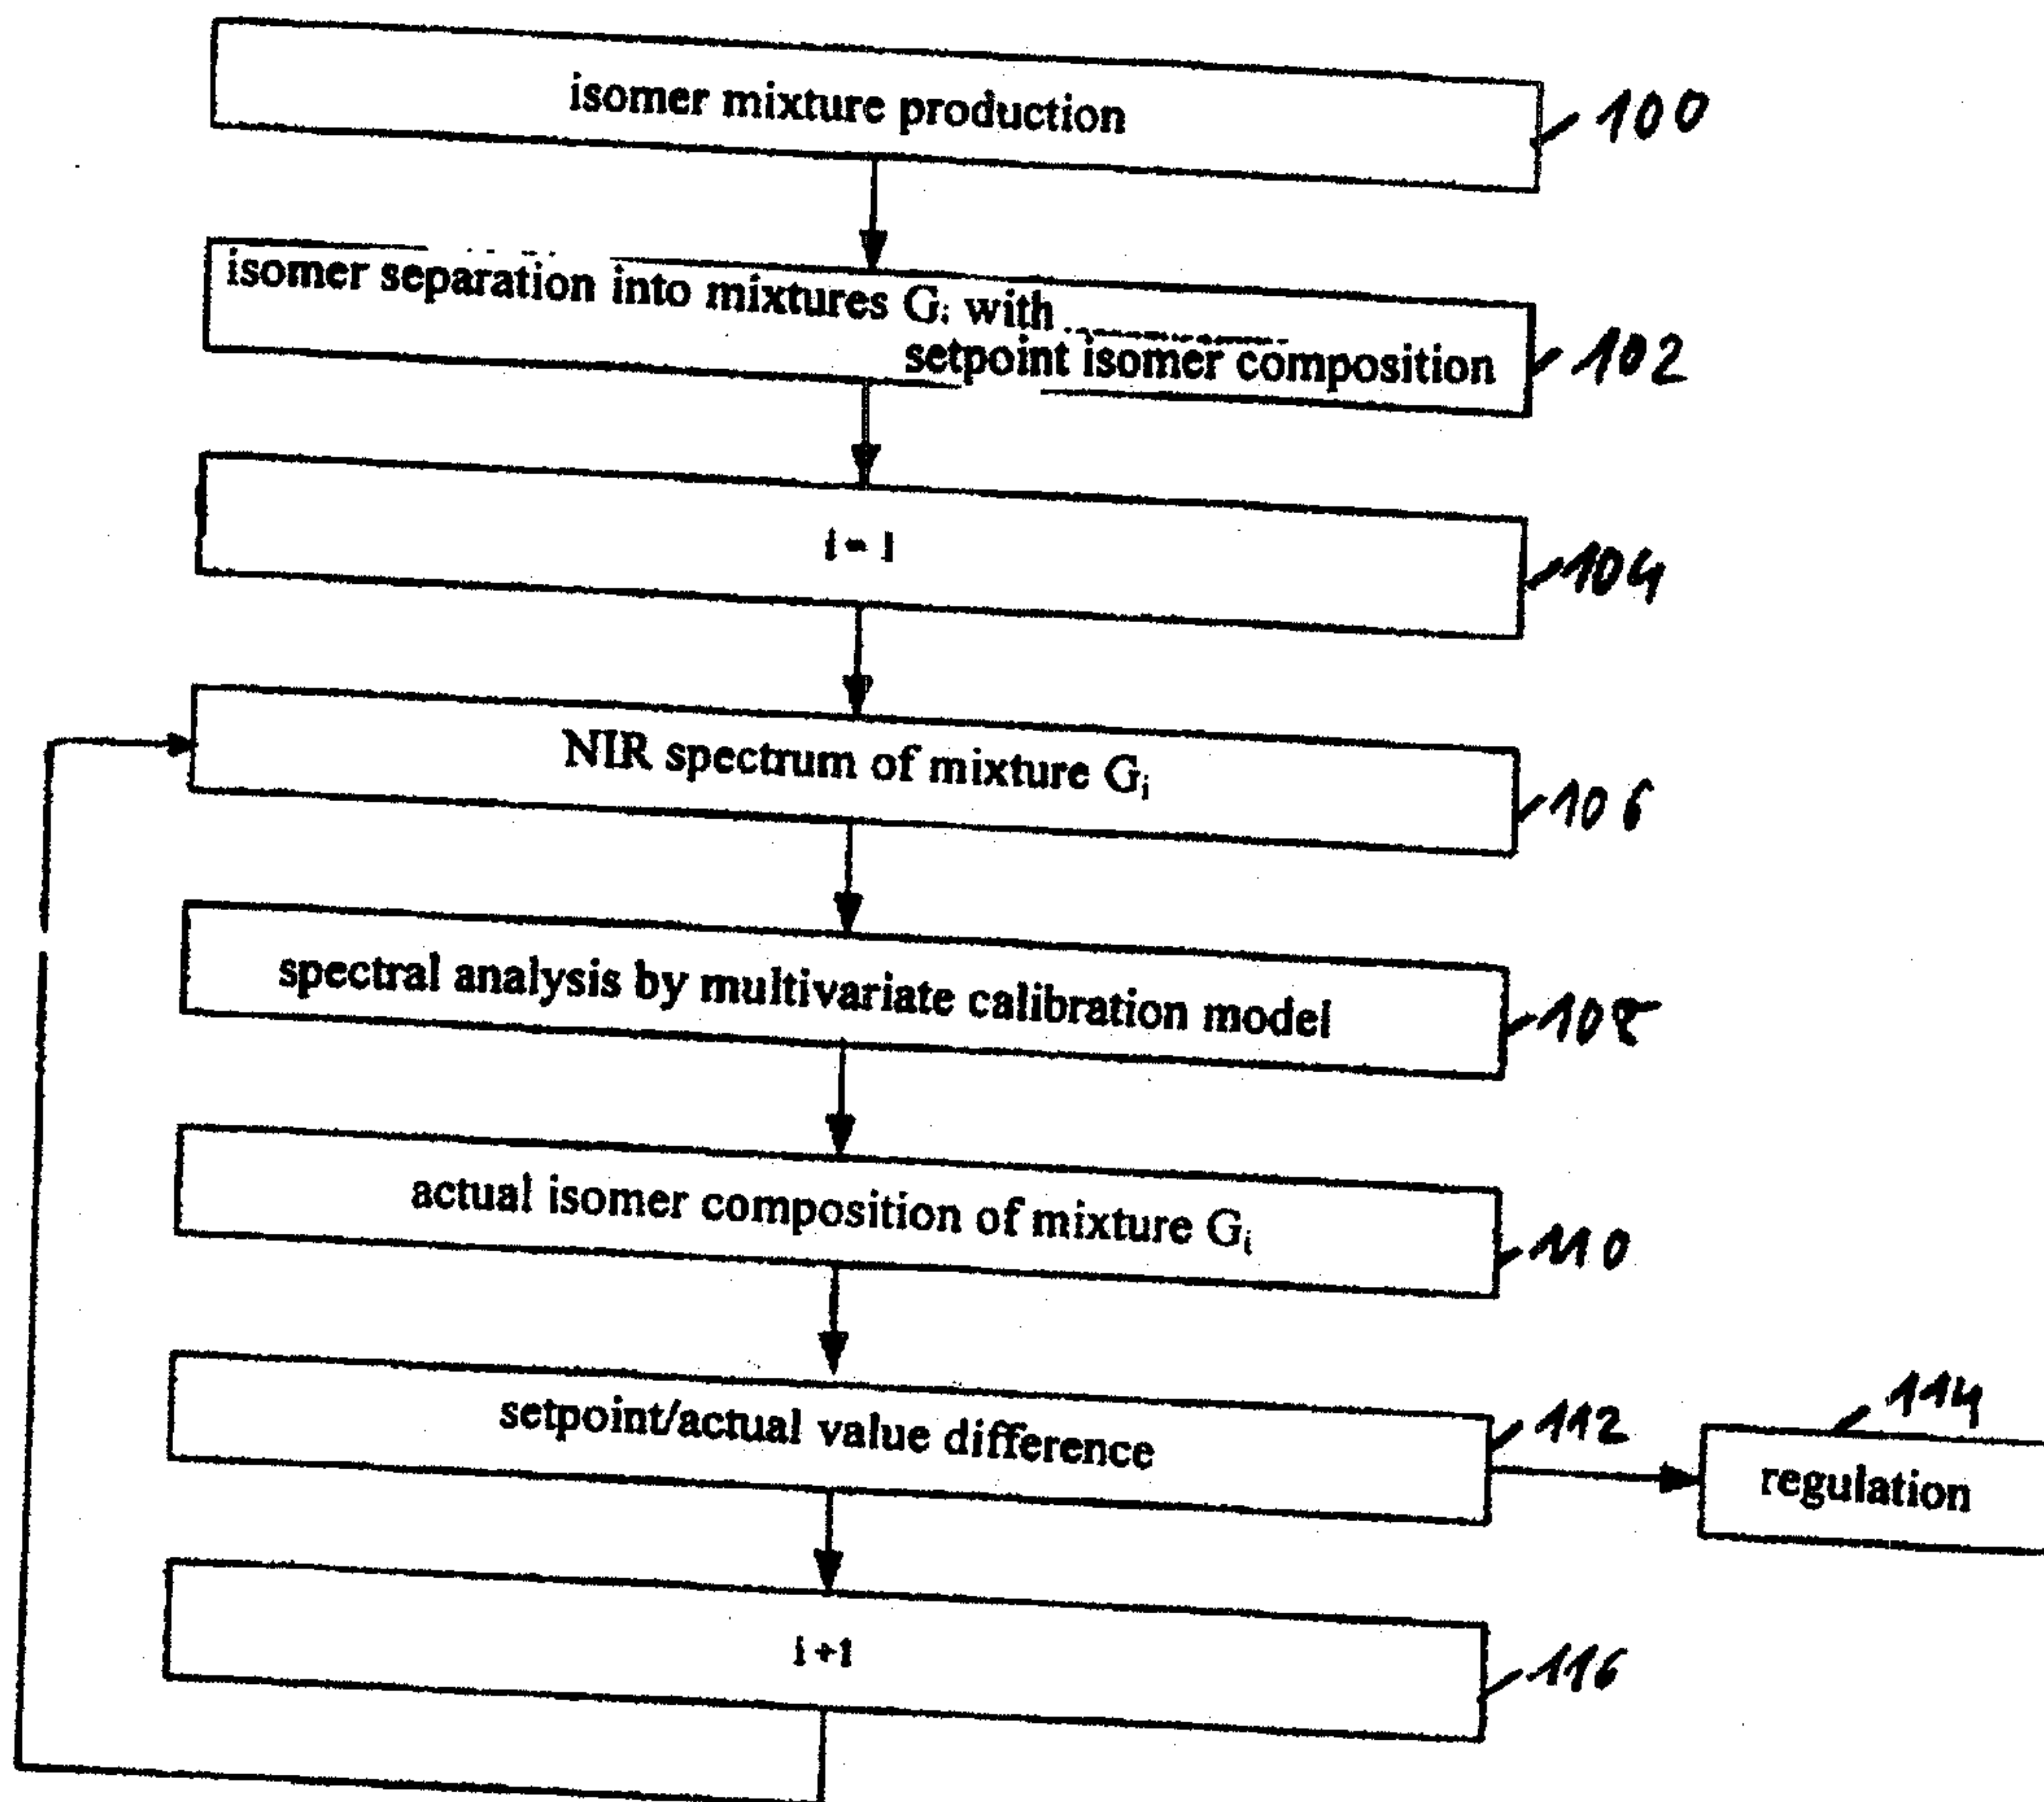 isomer mixture production
100
isomer separation into mixtures Gi with
setpoint isomer composition
102
i = 1
104
NIR spectrum of mixture Gi
106
spectral analysis by multivariate calibration model
108
actual isomer composition of mixture Gi
110
setpoint/actual value difference
112
114
regulation
i +1
116